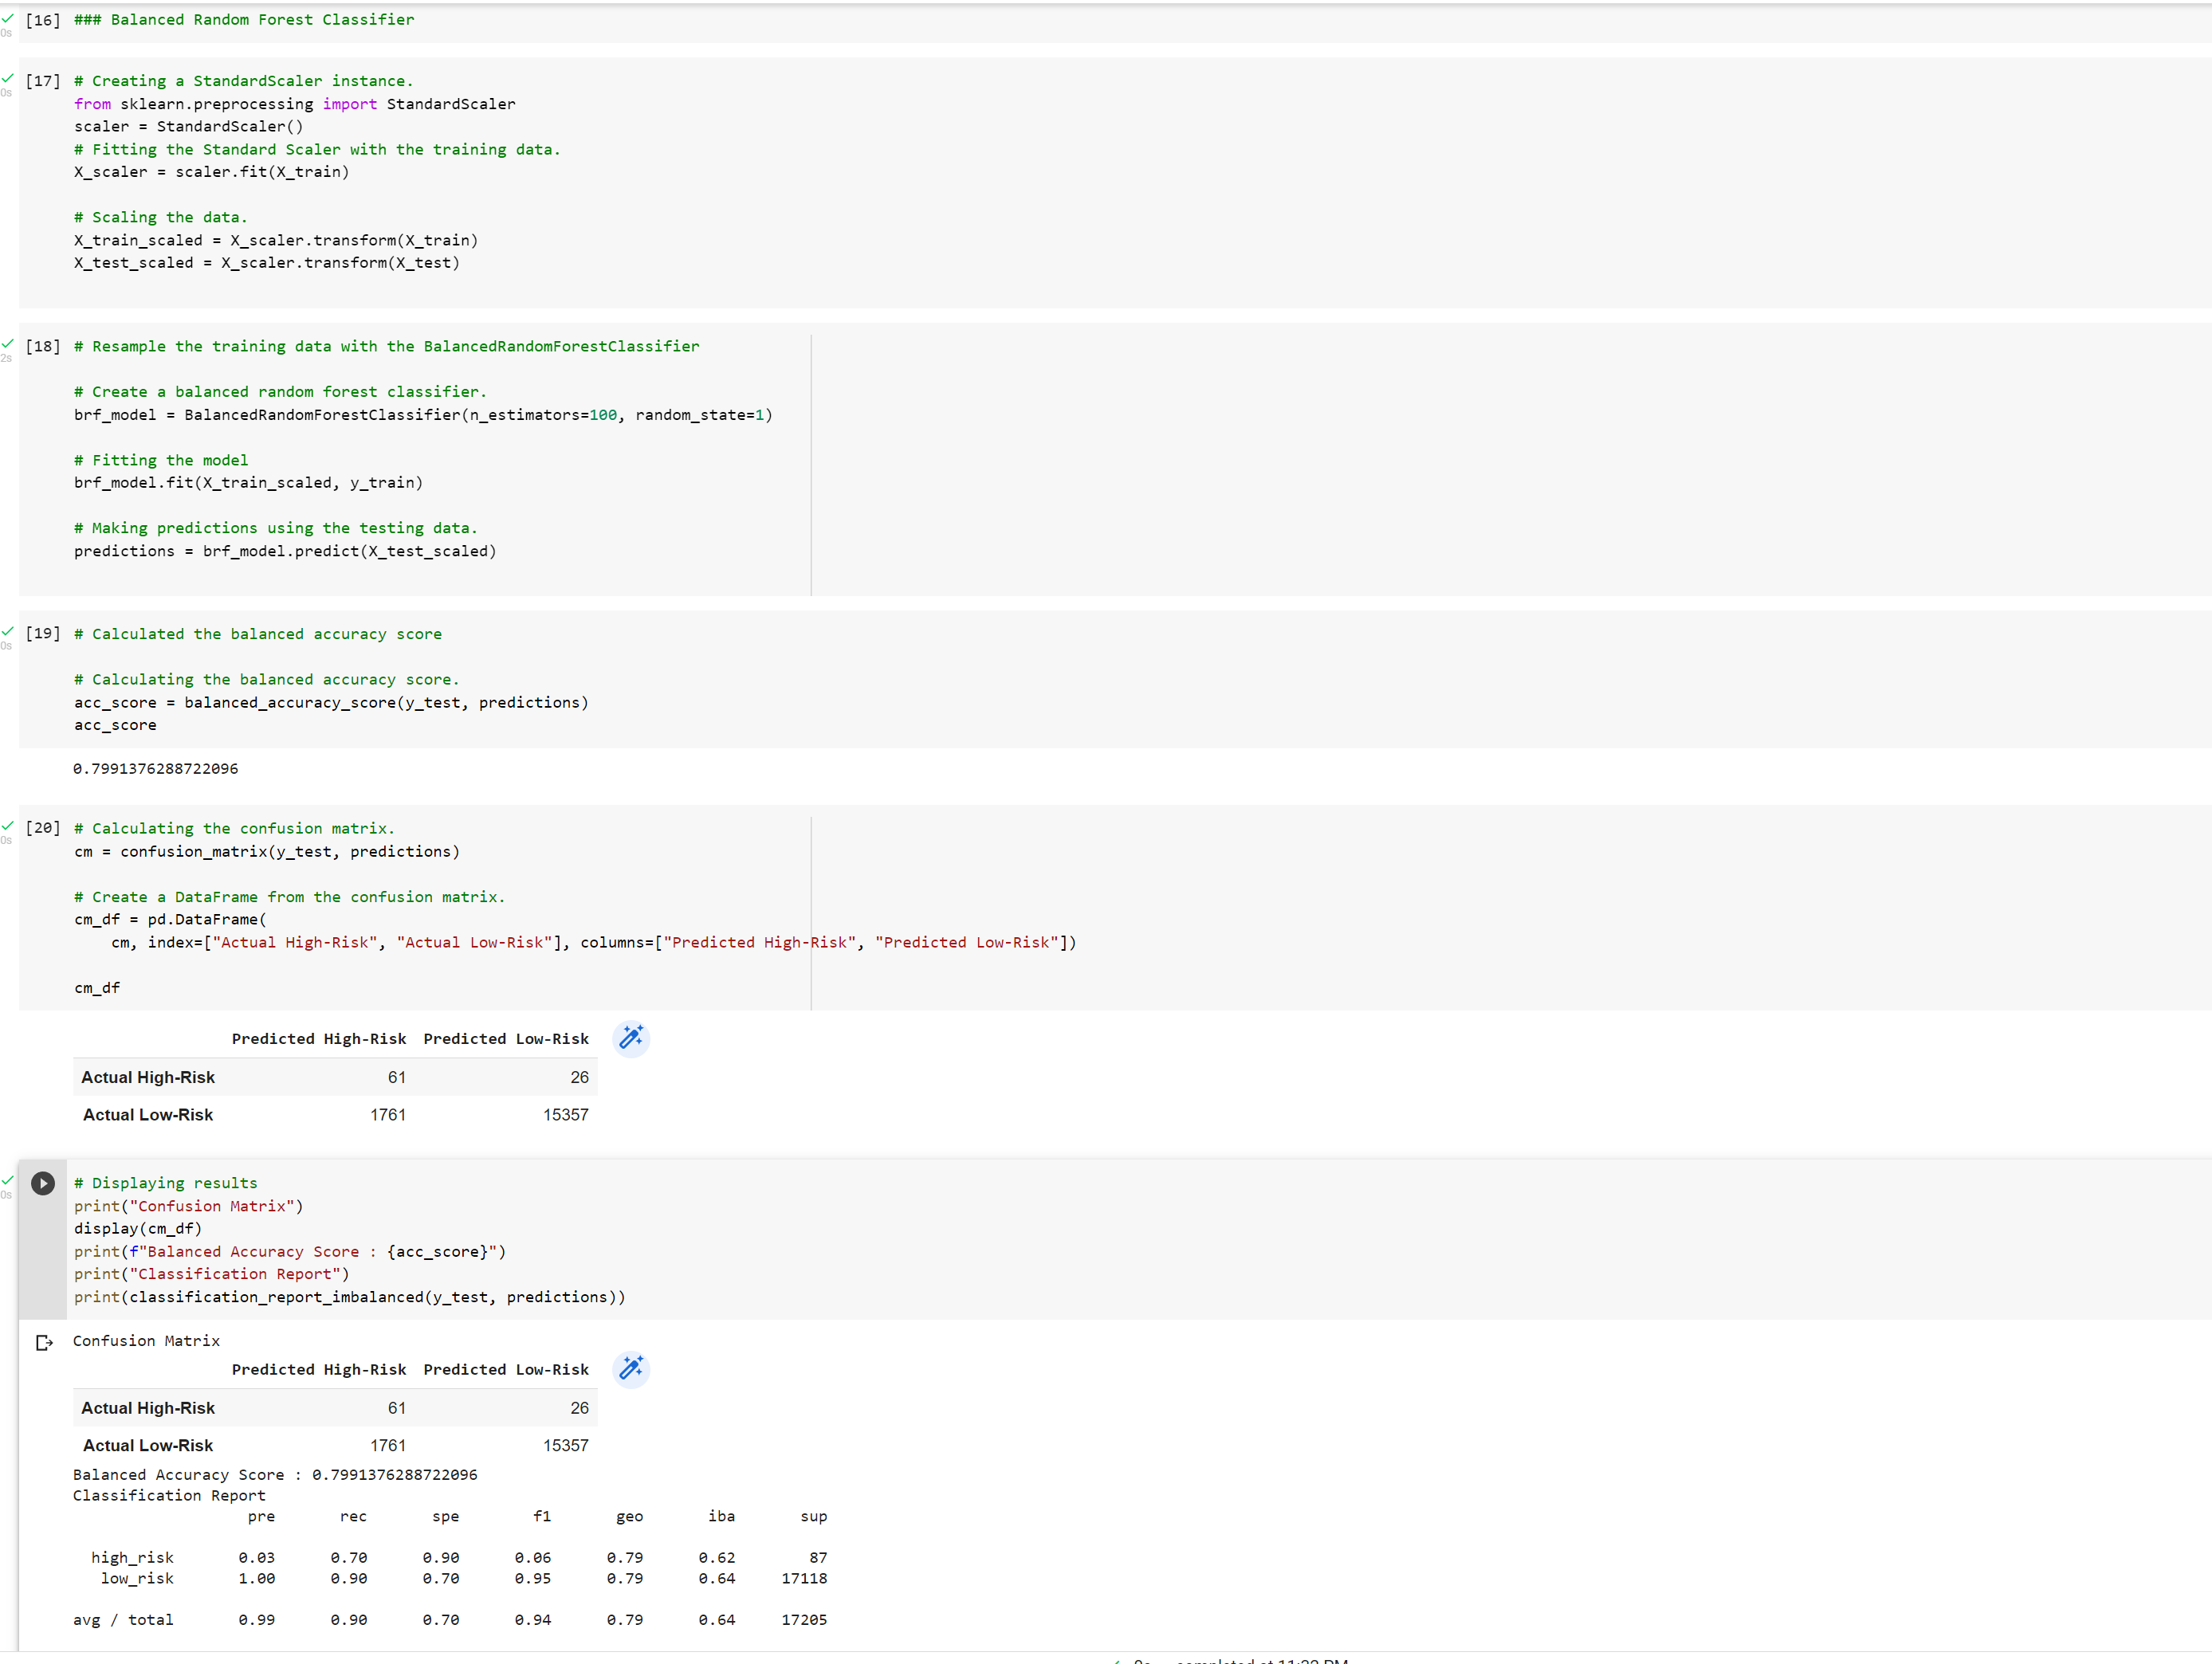 [16] ### Balanced Random Forest Classifier
0s
[17] # Creating a StandardScaler instance.
0s
from sklearn.preprocessing import StandardScaler
scaler = StandardScaler()
# Fitting the Standard Scaler with the training data.
X_scaler = scaler.fit(X_train)
# Scaling the data.
X_train_scaled = X_scaler.transform(X_train)
X_test_scaled = X_scaler.transform(X_test)
[18] # Resample the training data with the BalancedRandomForestClassifier
2s
# Create a balanced random forest classifier.
brf_model = BalancedRandomForestClassifier(n_estimators=100, random_state=1)
# Fitting the model
brf_model.fit(X_train_scaled, y_train)
# Making predictions using the testing data.
predictions = brf_model.predict(X_test_scaled)
[19] # Calculated the balanced accuracy score
0s
# Calculating the balanced accuracy score.
acc_score = balanced_accuracy_score(y_test, predictions)
acc_score
0.7991376288722096
[20] # Calculating the confusion matrix.
0s
cm = confusion_matrix(y_test, predictions)
# Create a DataFrame from the confusion matrix.
cm_df = pd.DataFrame(
cm, index=["Actual High-Risk", "Actual Low-Risk"], columns=["Predicted High-Risk", "Predicted Low-Risk"])
cm_df
Predicted High-Risk Predicted Low-Risk
Actual High-Risk 61 26
Actual Low-Risk 1761 15357
# Displaying results
0s
print("Confusion Matrix")
display(cm_df)
print(f"Balanced Accuracy Score : {acc_score}")
print("Classification Report")
print(classification_report_imbalanced(y_test, predictions))
Confusion Matrix
Predicted High-Risk Predicted Low-Risk
Actual High-Risk 61 26
Actual Low-Risk 1761 15357
Balanced Accuracy Score : 0.7991376288722096
Classification Report
pre rec spe f1 geo iba sup
high_risk 0.03 0.70 0.90 0.06 0.79 0.62 87
low_risk 1.00 0.90 0.70 0.95 0.79 0.64 17118
avg / total 0.99 0.90 0.70 0.94 0.79 0.64 17205